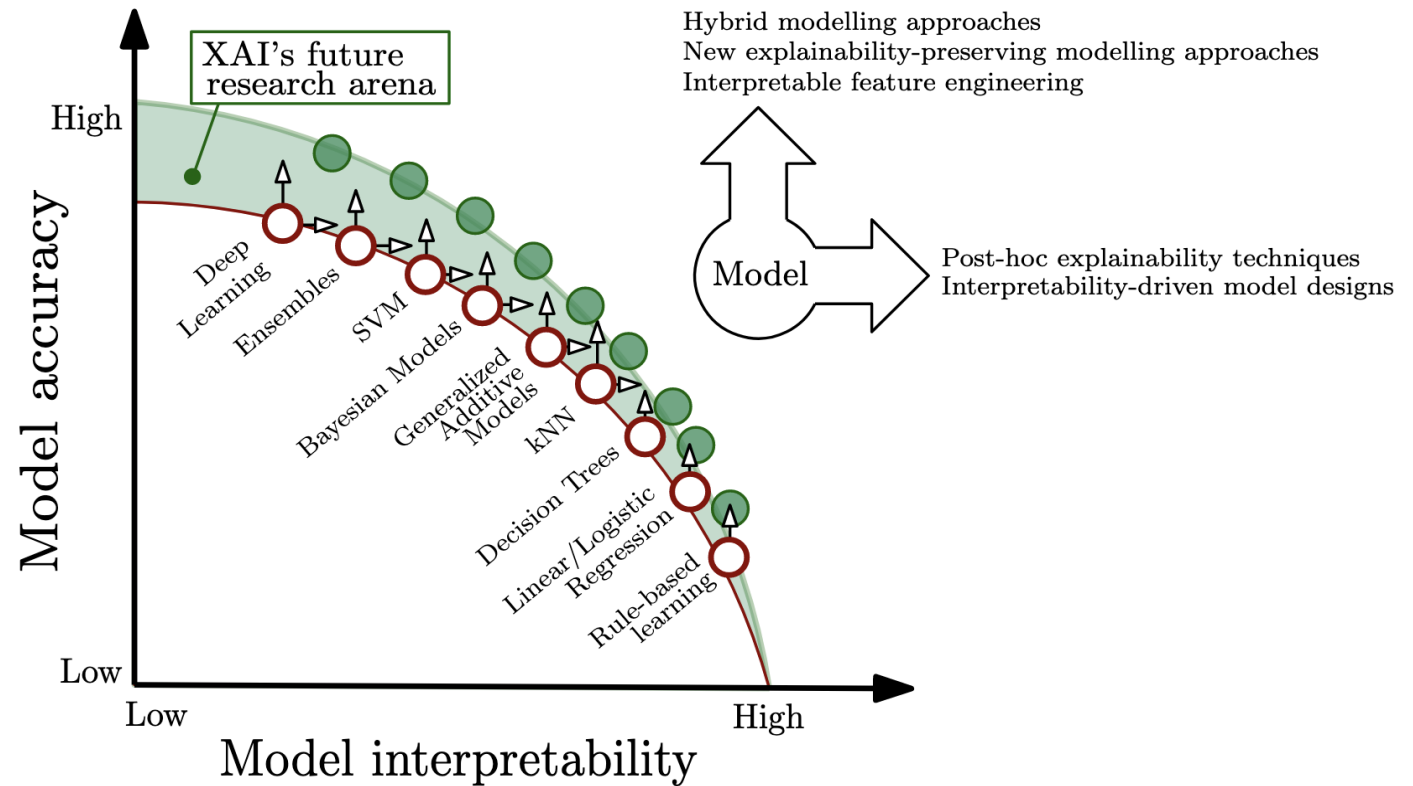 XAI's future
research arena
High
Model accuracy
Low
Low
High
Model interpretability
Deep
Learning
Ensembles
SVM
Bayesian Models
Generalized
Additive
Models
kNN
Decision Trees
Linear/Logistic
Regression
Rule-based
learning
Hybrid modelling approaches
New explainability-preserving modelling approaches
Interpretable feature engineering
Model
Post-hoc explainability techniques
Interpretability-driven model designs